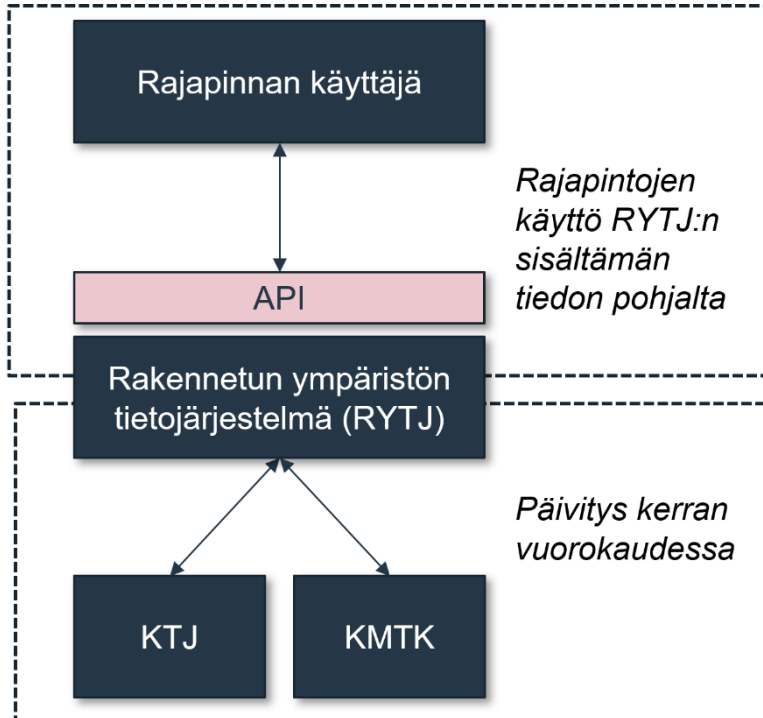 Rajapinnan käyttäjä
Rajapintojen
käyttö RYTJ:n
sisältämän
tiedon pohjalta
API
Rakennetun ympäristön
tietojärjestelmä (RYTJ)
Päivitys kerran
vuorokaudessa
KTJ
KMTK